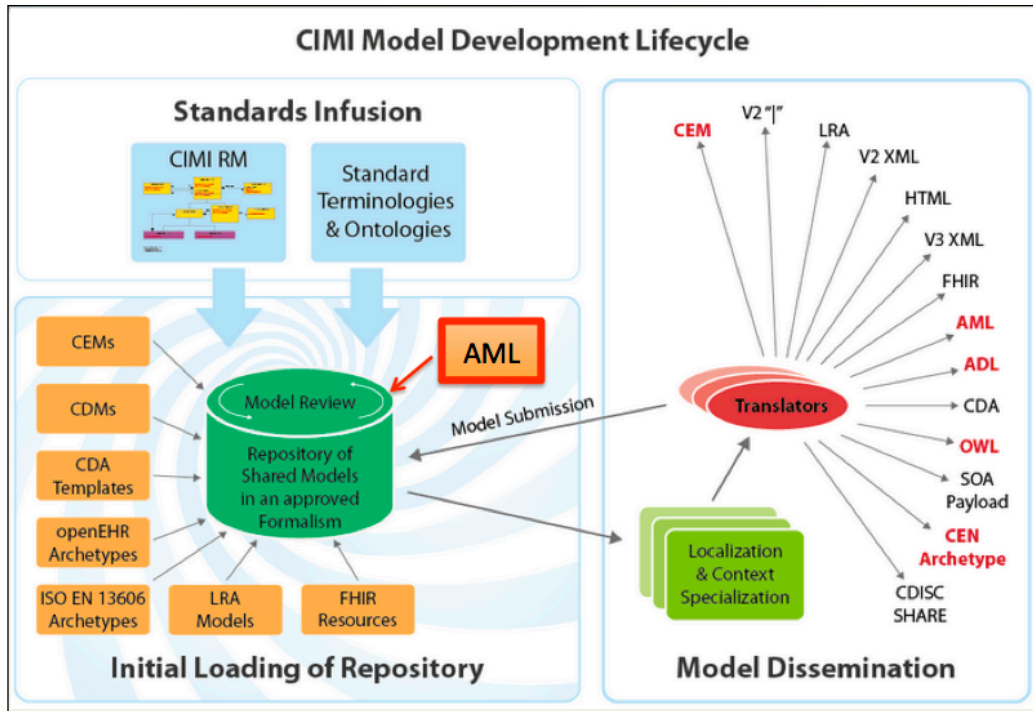 CIMI Model Development Lifecycle
Standards Infusion
CIMI RM
Standard
Terminologies
& Ontologies
CEMs
CDMs
CDA
Templates
openEHR
Archetypes
ISO EN 13606
Archetypes
LRA
Models
FHIR
Resources
AML
Model Review
Repository of
Shared Models
in an approved
Formalism
Initial Loading of Repository
Model Submission
CEM
V2 "|"
LRA
V2 XML
HTML
V3 XML
FHIR
AML
ADL
CDA
OWL
SOA
Payload
CEN
Archetype
CDISC
SHARE
Translators
Localization
& Context
Specialization
Model Dissemination